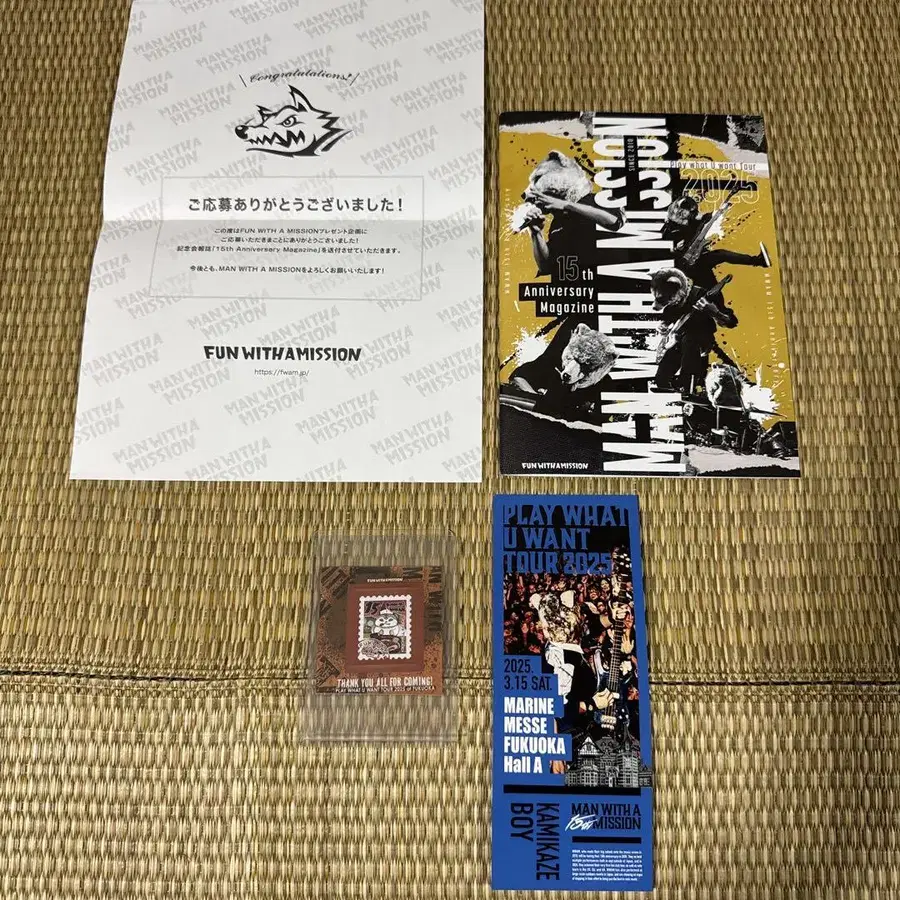 Congratulations!
ご応募ありがとうございました！
この度はFUN WITH A MISSIONプレゼント企画に
ご応募いただきまことにありがとうございます！
記念会報誌「15th Anniversary Magazine」を送付させていただきます。
今後とも、MAN WITH A MISSIONをよろしくお願いいたします！
FUN WITH A MISSION
https://fwam.jp/
MAN WITH A MISSION
SINCE 2010
Play what U want Tour
2025
15th
Anniversary
Magazine
FUN WITH A MISSION
FUN WITH A MISSION
THANK YOU ALL FOR COMING!
PLAY WHAT U WANT TOUR 2025 at FUKUOKA
PLAY WHAT
U WANT
TOUR 2025
2025.
3.15 SAT.
MARINE
MESSE
FUKUOKA
Hall A
KAMIKAZE
BOY
MAN WITH A
15th MISSION